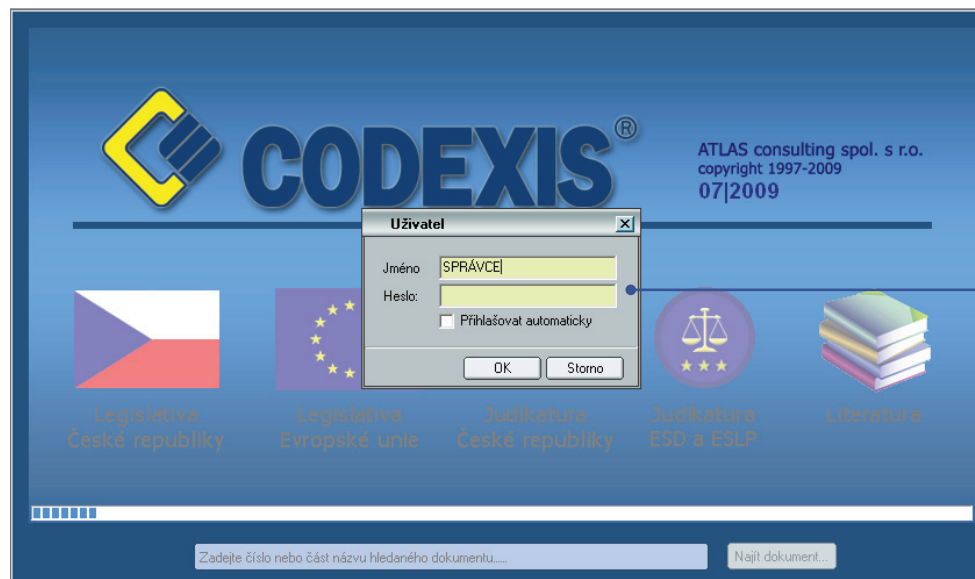 CODEXIS®
ATLAS consulting spol. s r.o.
copyright 1997-2009
07|2009
Uživatel
Jméno SPRÁVCE
Heslo:
Přihlašovat automaticky
OK Storno
Legislativa
České republiky
Legislativa
Evropské unie
Judikatura
České republiky
Judikatura
ESD a ESLP
Literatura
Zadejte číslo nebo část názvu hledaného dokumentu.....
Najít dokument...